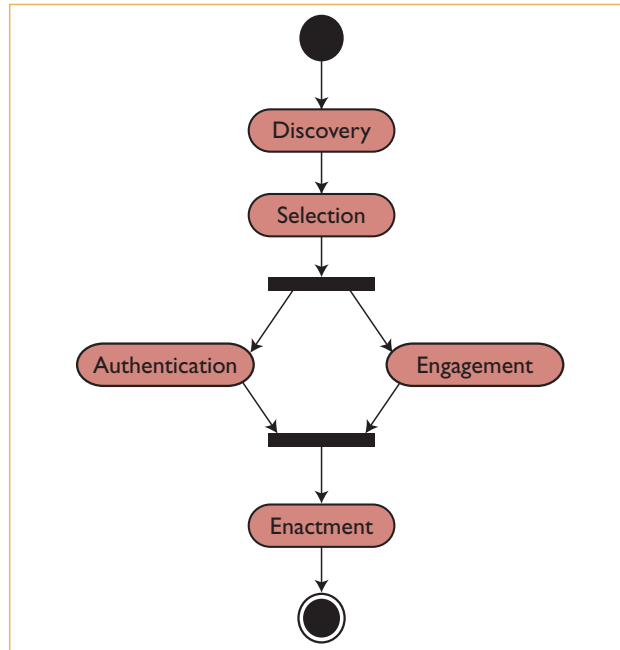 Discovery
Selection
Authentication
Engagement
Enactment